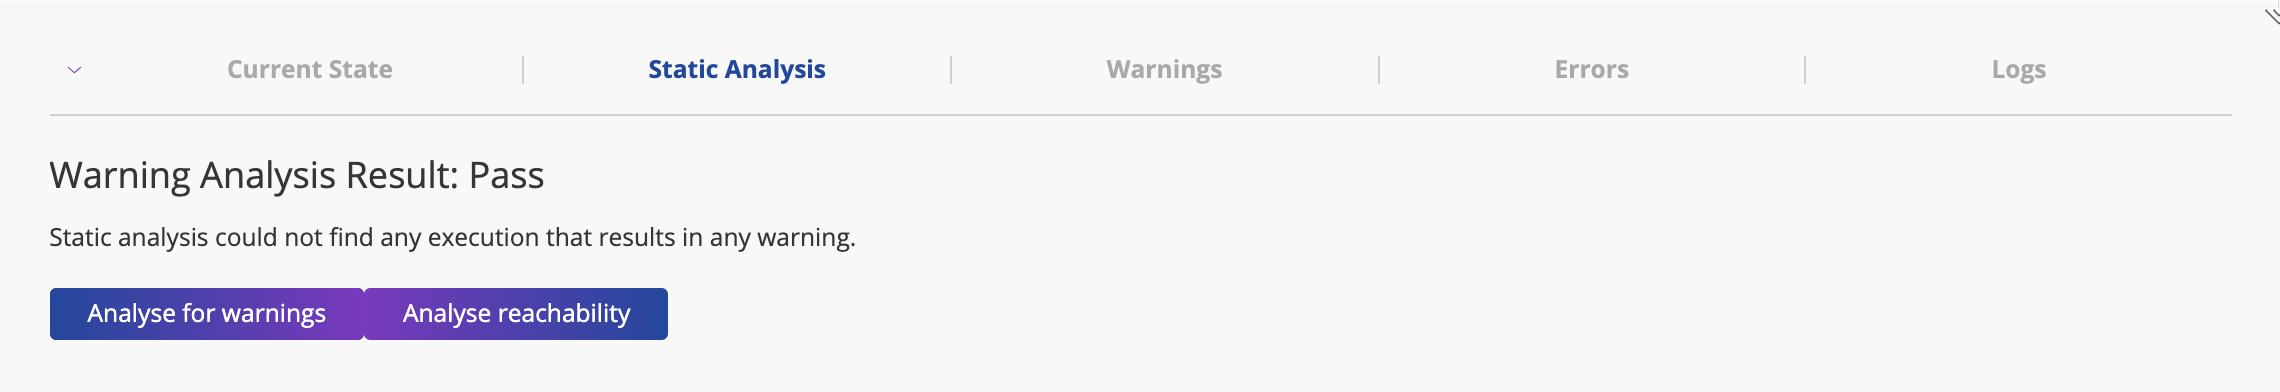 Current State
Static Analysis
Warnings
Errors
Logs
Warning Analysis Result: Pass
Static analysis could not find any execution that results in any warning.
Analyse for warnings
Analyse reachability